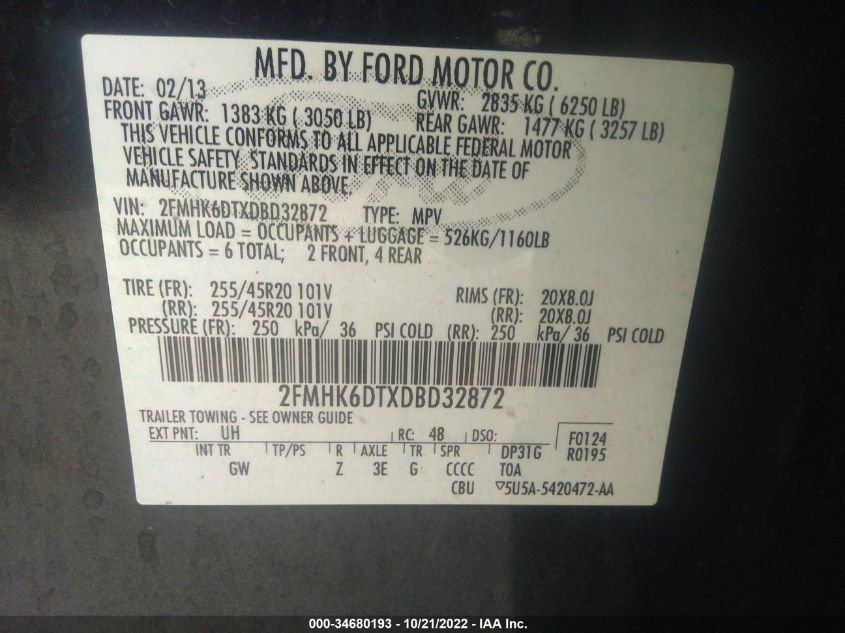 MFD. BY FORD MOTOR CO.
DATE: 02/13 GVWR: 2835 KG ( 6250 LB)
FRONT GAWR: 1383 KG ( 3050 LB) REAR GAWR: 1477 KG ( 3257 LB)
THIS VEHICLE CONFORMS TO ALL APPLICABLE FEDERAL MOTOR
VEHICLE SAFETY, STANDARDS IN EFFECT ON THE DATE OF
MANUFACTURE SHOWN ABOVE.
VIN: 2FMHK6DTXDBD32872 TYPE: MPV
MAXIMUM LOAD = OCCUPANTS + LUGGAGE = 526KG/1160LB
OCCUPANTS = 6 TOTAL; 2 FRONT, 4 REAR
TIRE (FR): 255/45R20 101V RIMS (FR): 20X8.0J
(RR): 255/45R20 101V (RR): 20X8.0J
PRESSURE (FR): 250 kPa/ 36 PSI COLD (RR): 250 kPa/ 36 PSI COLD
2FMHK6DTXDBD32872
TRAILER TOWING - SEE OWNER GUIDE
EXT PNT: UH RC: 48 DSO: F0124
INT TR TP/PS R AXLE TR SPR DP31G R0195
GW Z 3E G CCCC TOA
CBU ▽5U5A-5420472-AA
000-34680193 - 10/21/2022 - IAA Inc.